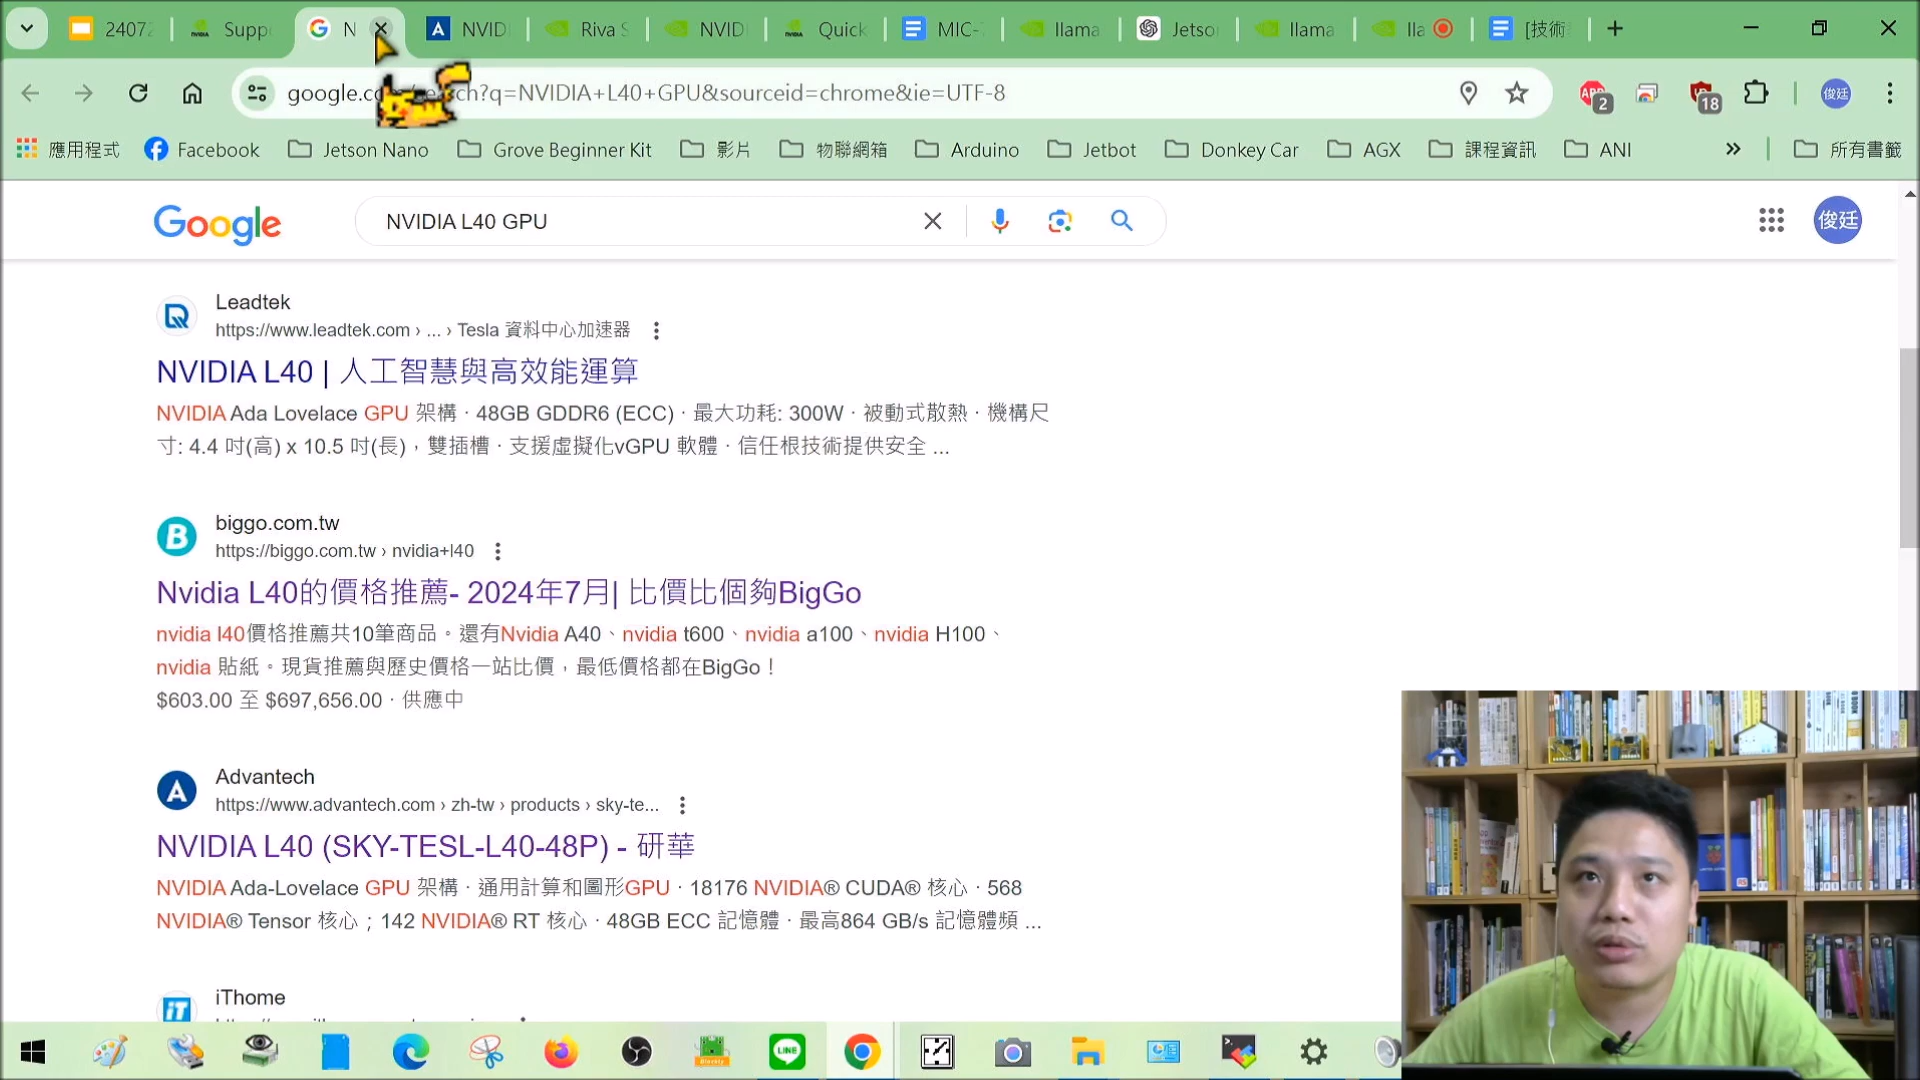 2407
Supp
N
NVID
Riva S
NVID
Quick
MIC-
llama
Jetso
llama
lla
[技術
google.c
ch?q=NVIDIA+L40+GPU&sourceid=chrome&ie=UTF-8
2
18
俊廷
應用程式
Facebook
Jetson Nano
Grove Beginner Kit
影片
物聯網箱
Arduino
Jetbot
Donkey Car
AGX
課程資訊
ANI
所有書籤
Google
NVIDIA L40 GPU
俊廷
Leadtek
https://www.leadtek.com › ... › Tesla 資料中心加速器
NVIDIA L40 | 人工智慧與高效能運算
NVIDIA Ada Lovelace GPU 架構 · 48GB GDDR6 (ECC) · 最大功耗: 300W · 被動式散熱 · 機構尺
寸: 4.4 吋(高) x 10.5 吋(長)，雙插槽 · 支援虛擬化vGPU 軟體 · 信任根技術提供安全 ...
biggo.com.tw
https://biggo.com.tw › nvidia+l40
Nvidia L40的價格推薦- 2024年7月| 比價比個夠BigGo
nvidia l40價格推薦共10筆商品。還有Nvidia A40、nvidia t600、nvidia a100、nvidia H100、
nvidia 貼紙。現貨推薦與歷史價格一站比價，最低價格都在BigGo！
$603.00 至 $697,656.00 · 供應中
Advantech
https://www.advantech.com › zh-tw › products › sky-te...
NVIDIA L40 (SKY-TESL-L40-48P) - 研華
NVIDIA Ada-Lovelace GPU 架構 · 通用計算和圖形GPU · 18176 NVIDIA® CUDA® 核心 · 568
NVIDIA® Tensor 核心；142 NVIDIA® RT 核心 · 48GB ECC 記憶體 · 最高864 GB/s 記憶體頻 ...
iThome